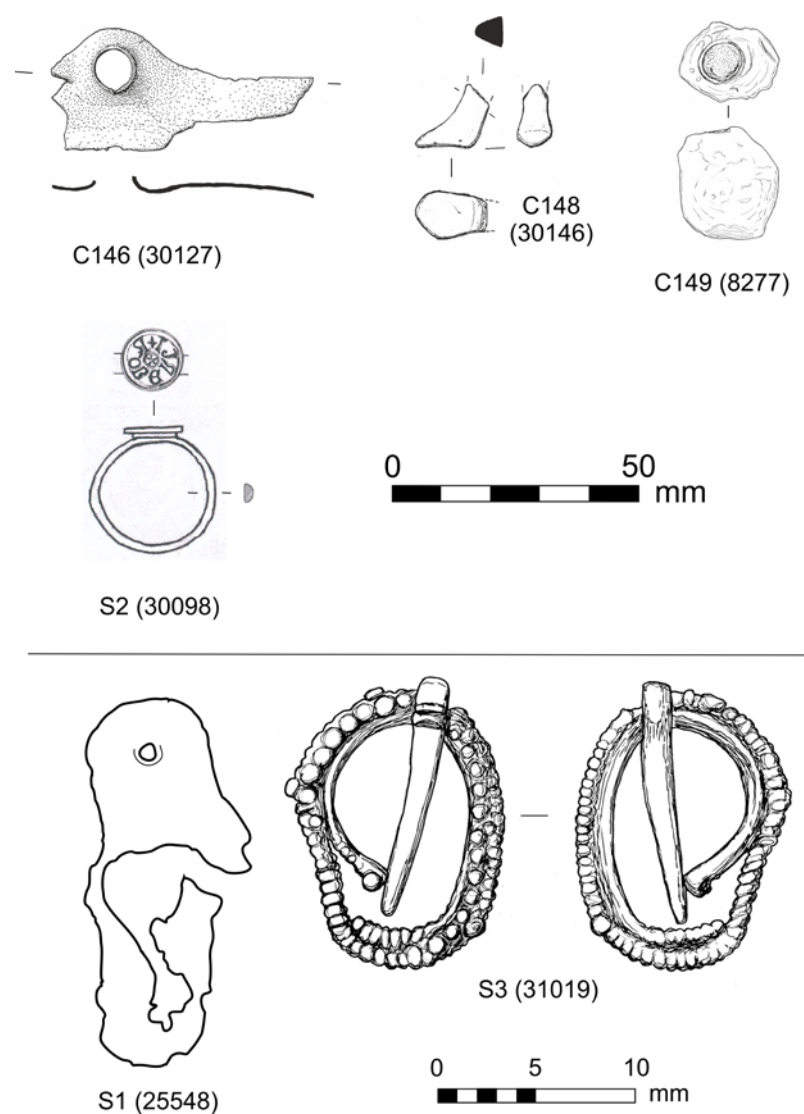 C146 (30127)
C148
(30146)
C149 (8277)
S2 (30098)
0 50
mm
S1 (25548)
S3 (31019)
0 5 10
mm